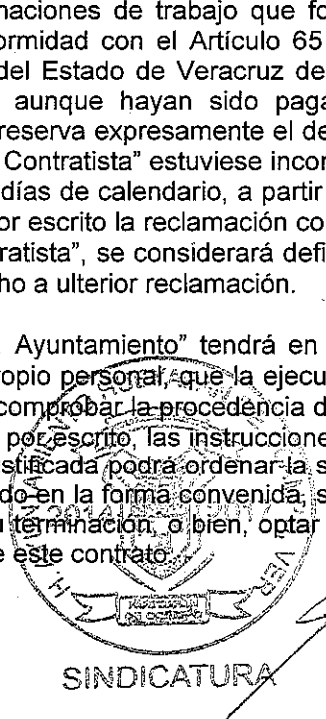 naciones de trabajo que fo
ormidad con el Artículo 65
del Estado de Veracruz de
aunque hayan sido paga
reserva expresamente el de
Contratista" estuviese incor
días de calendario, a partir
or escrito la reclamación co
ratista", se considerará defi
ho a ulterior reclamación.
Ayuntamiento" tendrá en
opio personal, que la ejecu
comprobar la procedencia d
por escrito, las instruccione
stificada podrá ordenar la s
do en la forma convenida, s
u terminación, o bien, optar
e este contrato.
SINDICATURA